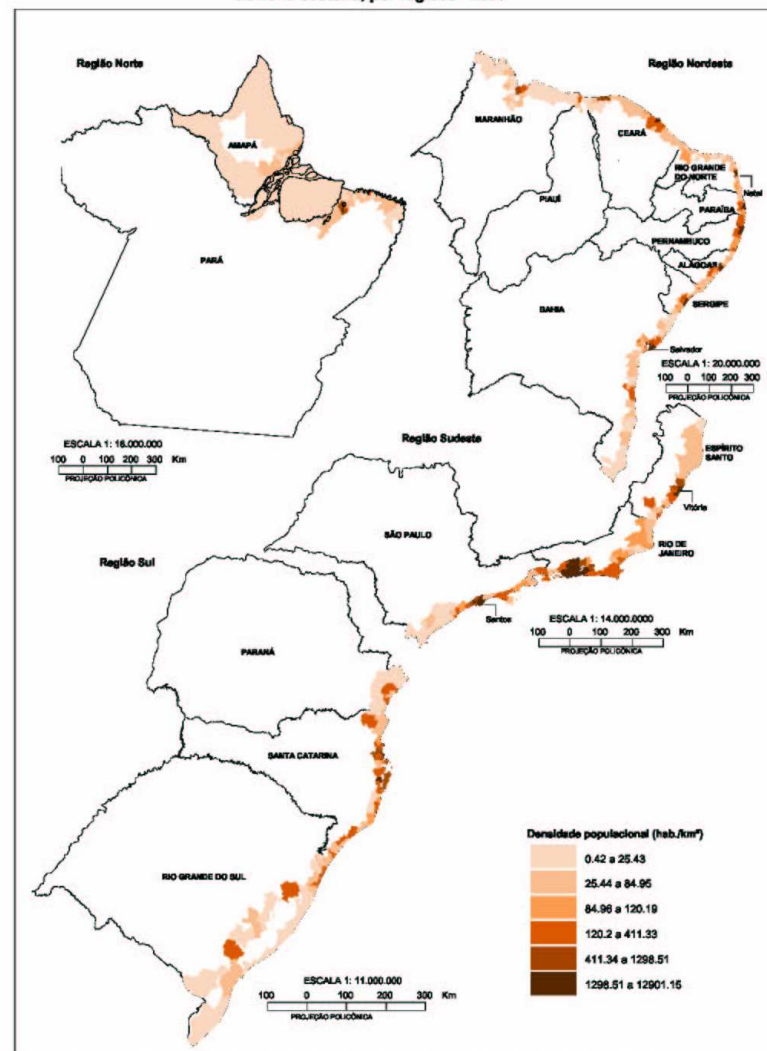 Região Norte
AMAPÁ
PARÁ
ESCALA 1: 16.000.000
100 0 100 200 300 Km
PROJEÇÃO POLICÔNICA
Região Nordeste
MARANHÃO
CEARÁ
RIO GRANDE
DO NORTE
Natal
PIAUÍ
PARAÍBA
PERNAMBUCO
ALAGOAS
SERGIPE
BAHIA
Salvador
ESCALA 1: 20.000.000
100 0 100 200 300
PROJEÇÃO POLICÔNICA
Região Sudeste
ESPÍRITO
SANTO
Vitória
SÃO PAULO
RIO DE
JANEIRO
Santos
ESCALA 1: 14.000.0000
100 0 100 200 300 Km
PROJEÇÃO POLICÔNICA
Região Sul
PARANÁ
SANTA CATARINA
RIO GRANDE DO SUL
ESCALA 1: 11.000.000
100 0 100 200 300 Km
PROJEÇÃO POLICÔNICA
Densidade populacional (hab./km²)
0.42 a 25.43
25.44 a 84.95
84.96 a 120.19
120.2 a 411.33
411.34 a 1298.51
1298.51 a 12901.15